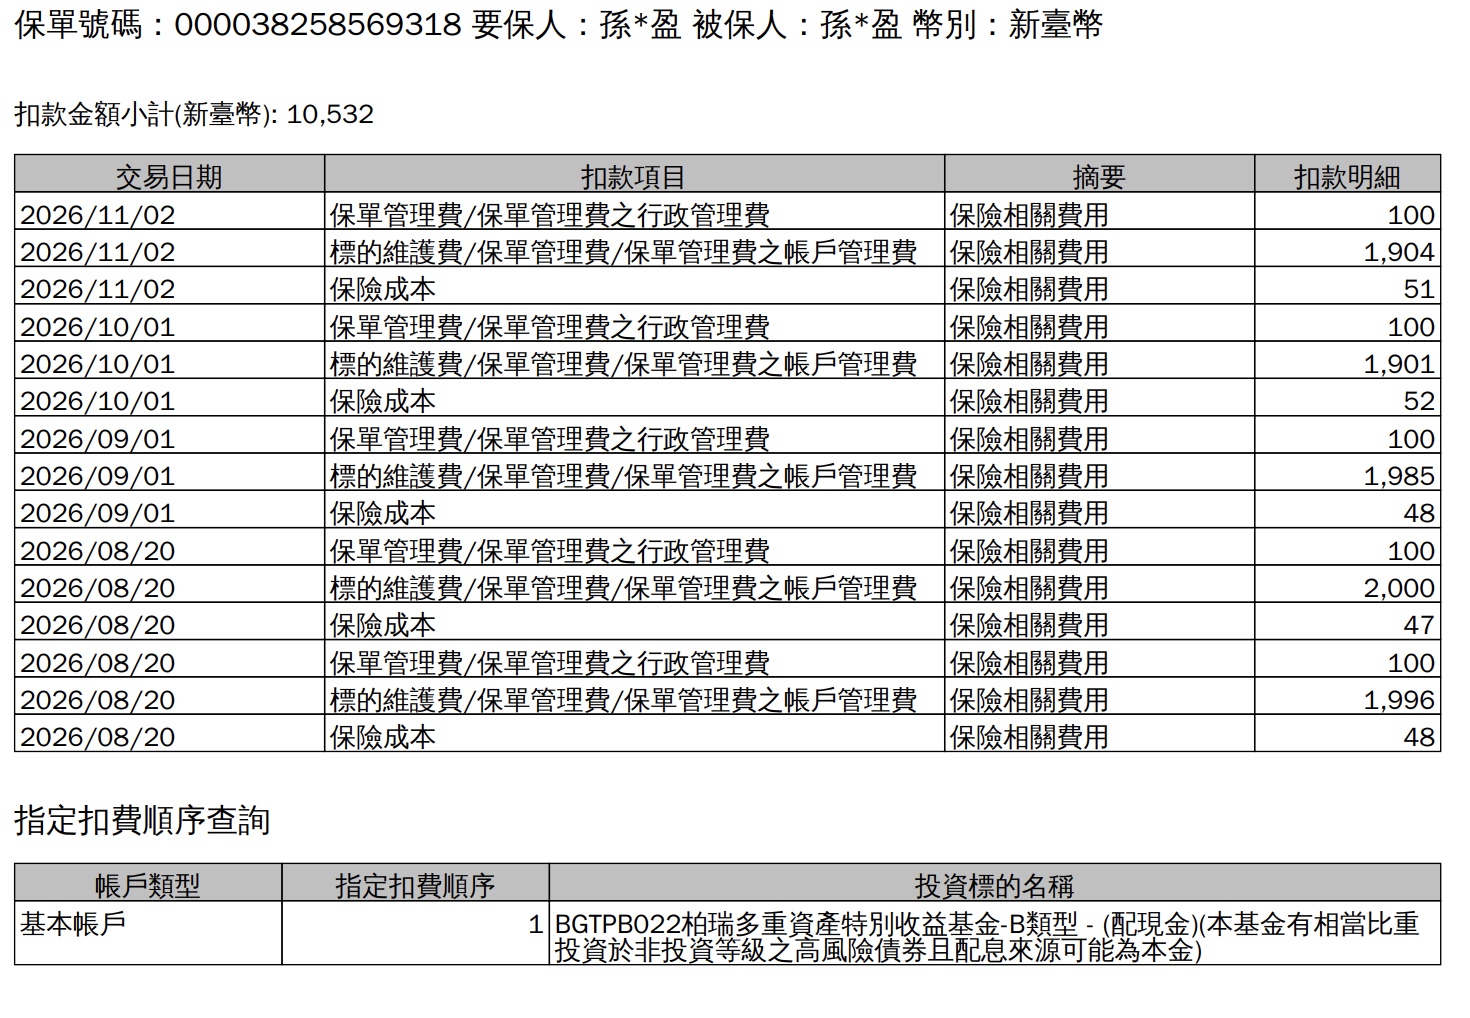 保單號碼：000038258569318 要保人：孫*盈 被保人：孫*盈 幣別：新臺幣
扣款金額小計(新臺幣): 10,532
交易日期 扣款項目 摘要 扣款明細
2026/11/02 保單管理費/保單管理費之行政管理費 保險相關費用 100
2026/11/02 標的維護費/保單管理費/保單管理費之帳戶管理費 保險相關費用 1,904
2026/11/02 保險成本 保險相關費用 51
2026/10/01 保單管理費/保單管理費之行政管理費 保險相關費用 100
2026/10/01 標的維護費/保單管理費/保單管理費之帳戶管理費 保險相關費用 1,901
2026/10/01 保險成本 保險相關費用 52
2026/09/01 保單管理費/保單管理費之行政管理費 保險相關費用 100
2026/09/01 標的維護費/保單管理費/保單管理費之帳戶管理費 保險相關費用 1,985
2026/09/01 保險成本 保險相關費用 48
2026/08/20 保單管理費/保單管理費之行政管理費 保險相關費用 100
2026/08/20 標的維護費/保單管理費/保單管理費之帳戶管理費 保險相關費用 2,000
2026/08/20 保險成本 保險相關費用 47
2026/08/20 保單管理費/保單管理費之行政管理費 保險相關費用 100
2026/08/20 標的維護費/保單管理費/保單管理費之帳戶管理費 保險相關費用 1,996
2026/08/20 保險成本 保險相關費用 48
指定扣費順序查詢
帳戶類型 指定扣費順序 投資標的名稱
基本帳戶 1 BGTPB022柏瑞多重資產特別收益基金-B類型 - (配現金)(本基金有相當比重
投資於非投資等級之高風險債券且配息來源可能為本金)